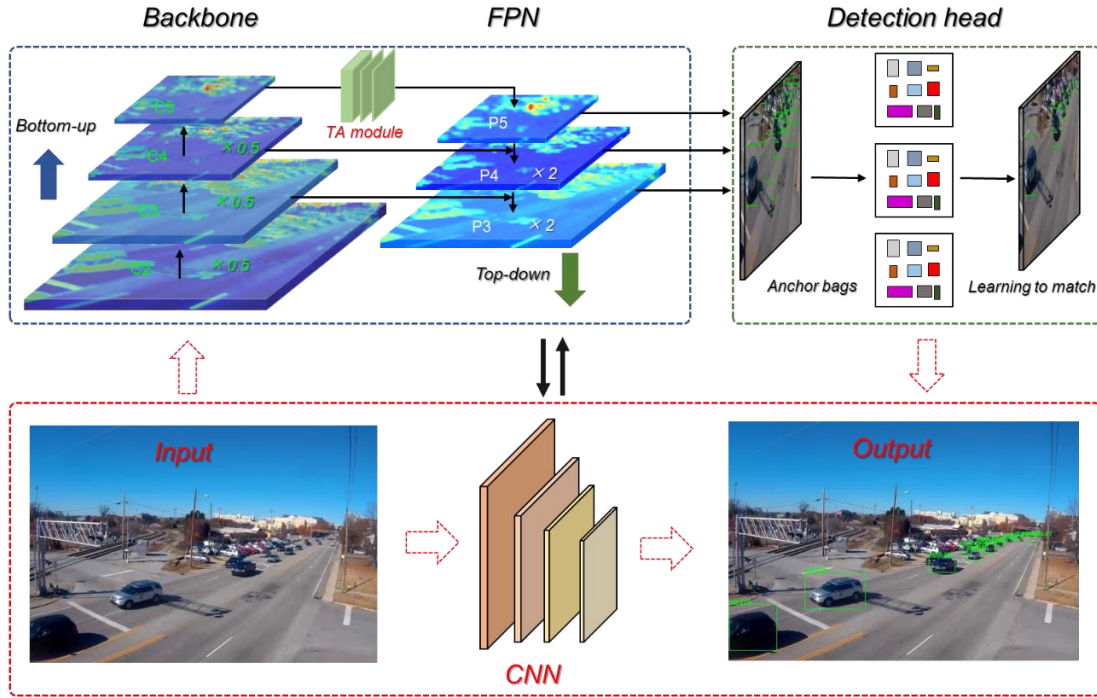 Backbone
FPN
Detection head
Bottom-up
C5
C4
× 0.5
C3
× 0.5
C2
× 0.5
TA module
P5
P4
× 2
P3
× 2
Top-down
Anchor bags
Learning to match
Input
CNN
Output